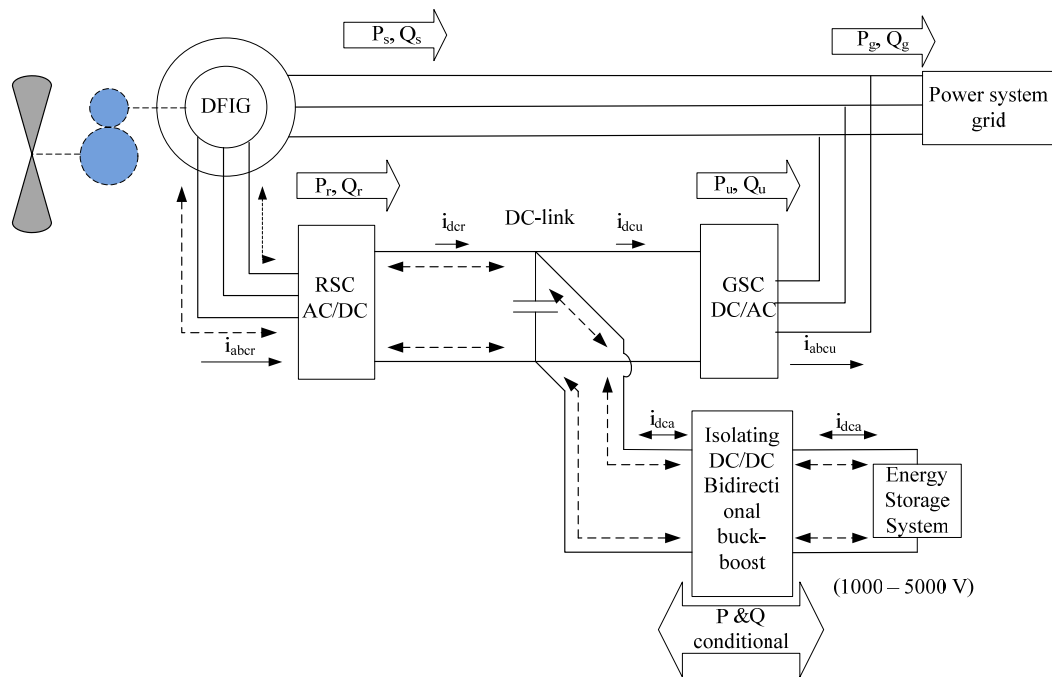 Ps, Qs
Pg, Qg
DFIG
Power system
grid
Pr, Qr
Pu, Qu
idcr
DC-link
idcu
RSC
AC/DC
GSC
DC/AC
iabcr
iabcu
idca
idca
Isolating
DC/DC
Bidirecti
onal
buck-
boost
Energy
Storage
System
(1000 – 5000 V)
P &Q
conditional